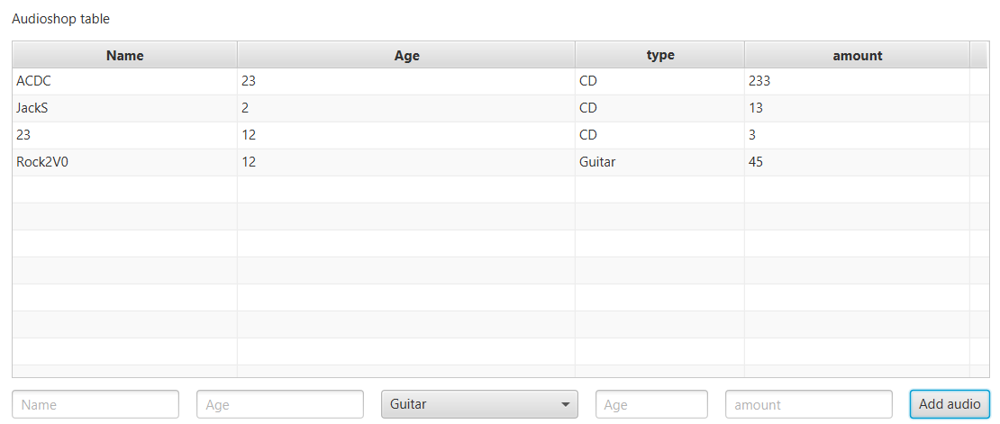 Audioshop table
Name Age type amount
ACDC 23 CD 233
JackS 2 CD 13
23 12 CD 3
Rock2V0 12 Guitar 45
Name Age Guitar Age amount Add audio